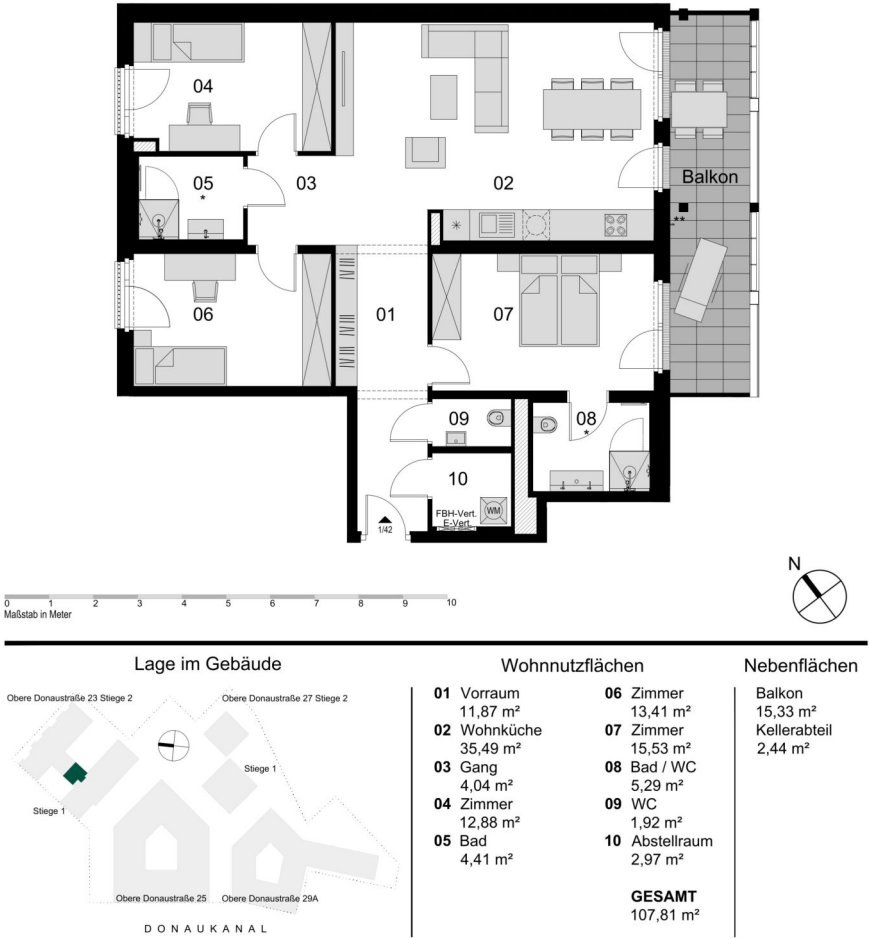 04
05
*
03
02
Balkon
**
*
06
01
07
09
08
*
10
FBH-Vert.
E-Vert.
WM
1/42
N
0 1 2 3 4 5 6 7 8 9 10
Maßstab in Meter
Lage im Gebäude
Obere Donaustraße 23 Stiege 2
Obere Donaustraße 27 Stiege 2
Stiege 1
Stiege 1
Obere Donaustraße 25
Obere Donaustraße 29A
DONAUKANAL
Wohnnutzflächen
01 Vorraum
11,87 m²
02 Wohnküche
35,49 m²
03 Gang
4,04 m²
04 Zimmer
12,88 m²
05 Bad
4,41 m²
06 Zimmer
13,41 m²
07 Zimmer
15,53 m²
08 Bad / WC
5,29 m²
09 WC
1,92 m²
10 Abstellraum
2,97 m²
GESAMT
107,81 m²
Nebenflächen
Balkon
15,33 m²
Kellerabteil
2,44 m²